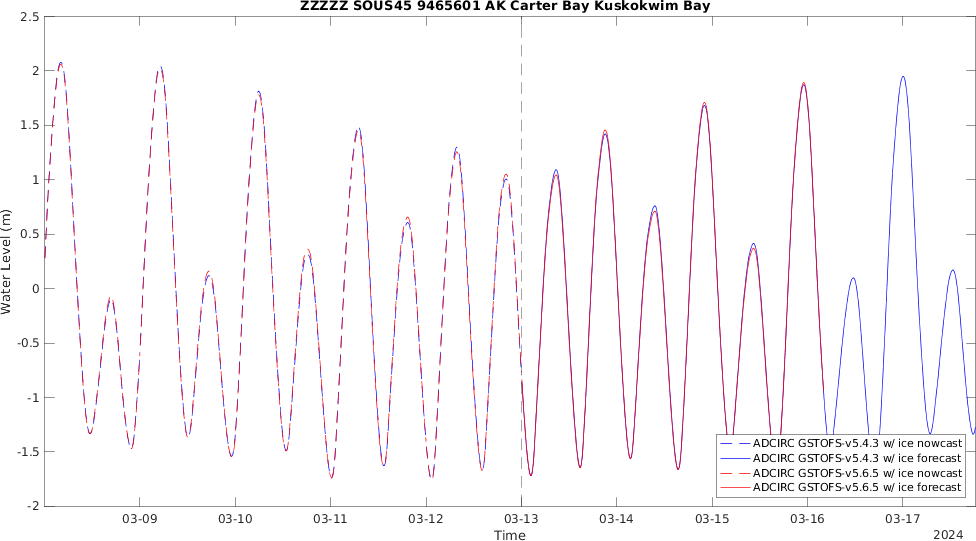 ZZZZZ SOUS45 9465601 AK Carter Bay Kuskokwim Bay
2.5
2
1.5
1
0.5
0
-0.5
-1
-1.5
-2
Water Level (m)
ADCIRC GSTOFS-v5.4.3 w/ ice nowcast
ADCIRC GSTOFS-v5.4.3 w/ ice forecast
ADCIRC GSTOFS-v5.6.5 w/ ice nowcast
ADCIRC GSTOFS-v5.6.5 w/ ice forecast
03-09 03-10 03-11 03-12 03-13 03-14 03-15 03-16 03-17
Time
2024